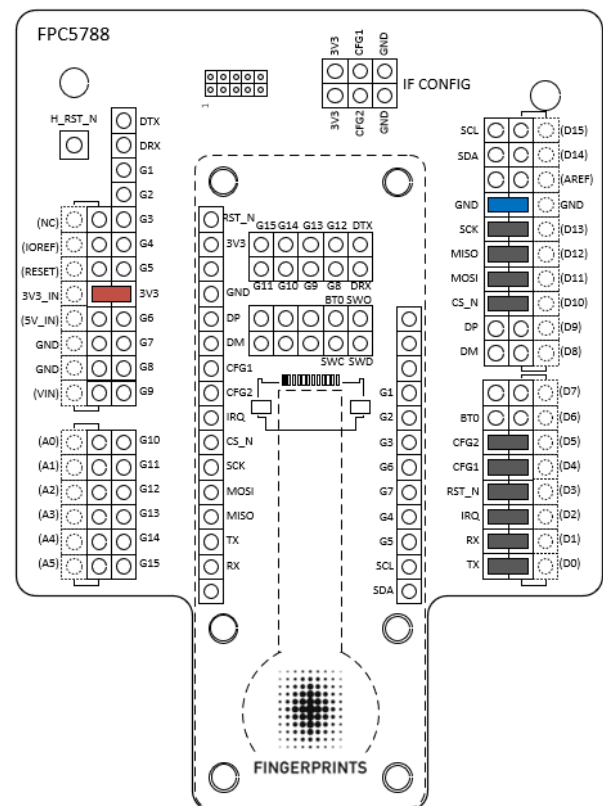 FPC5788
3V3 CFG1 GND
IF CONFIG
3V3 CFG2 GND
1
H_RST_N
DTX
DRX
G1
G2
(NC) G3
(IOREF) G4
(RESET) G5
3V3_IN 3V3
(5V_IN) G6
GND G7
GND G8
(VIN) G9
(A0) G10
(A1) G11
(A2) G12
(A3) G13
(A4) G14
(A5) G15
RST_N
3V3
GND
DP
DM
CFG1
CFG2
IRQ
CS_N
SCK
MOSI
MISO
TX
RX
G15 G14 G13 G12 DTX
G11 G10 G9 G8 DRX
BT0 SWO
SWC SWD
G1
G2
G3
G6
G7
G4
G5
SCL
SDA
SCL (D15)
SDA (D14)
(AREF)
GND GND
SCK (D13)
MISO (D12)
MOSI (D11)
CS_N (D10)
DP (D9)
DM (D8)
(D7)
BT0 (D6)
CFG2 (D5)
CFG1 (D4)
RST_N (D3)
IRQ (D2)
RX (D1)
TX (D0)
FINGERPRINTS